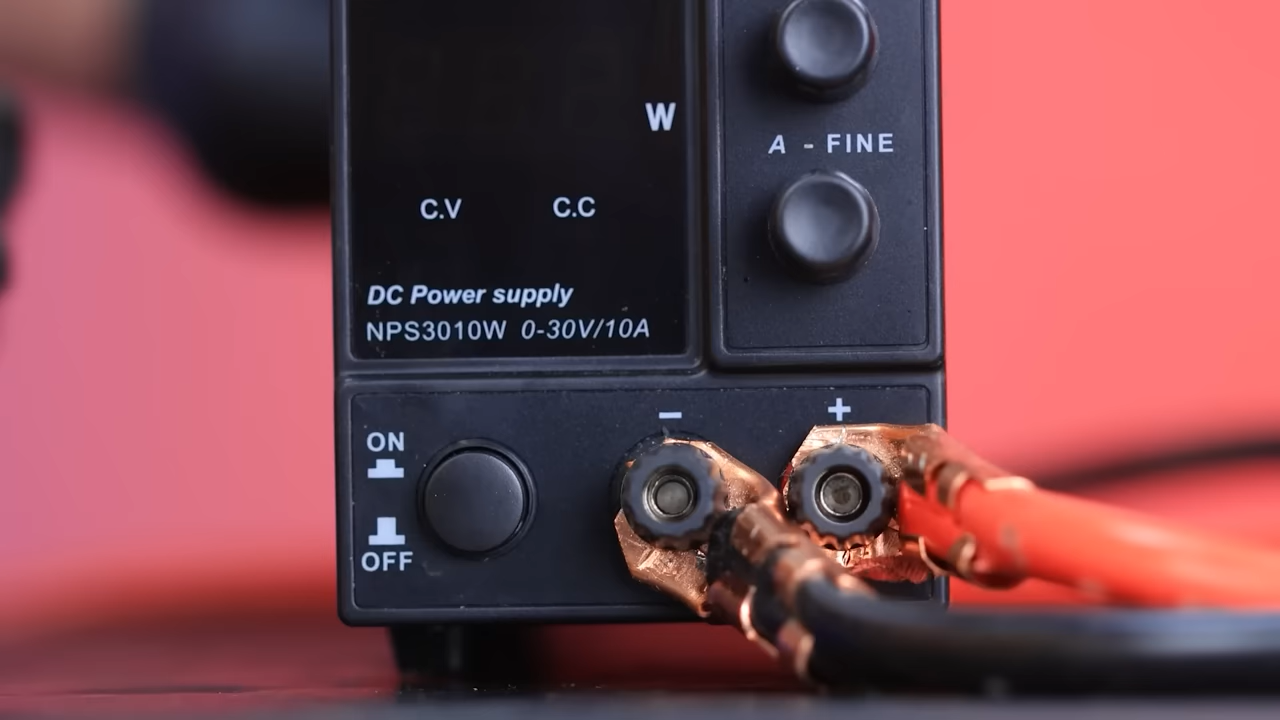 W
A - FINE
C.V C.C
DC Power supply
NPS3010W 0-30V/10A
- +
ON
OFF